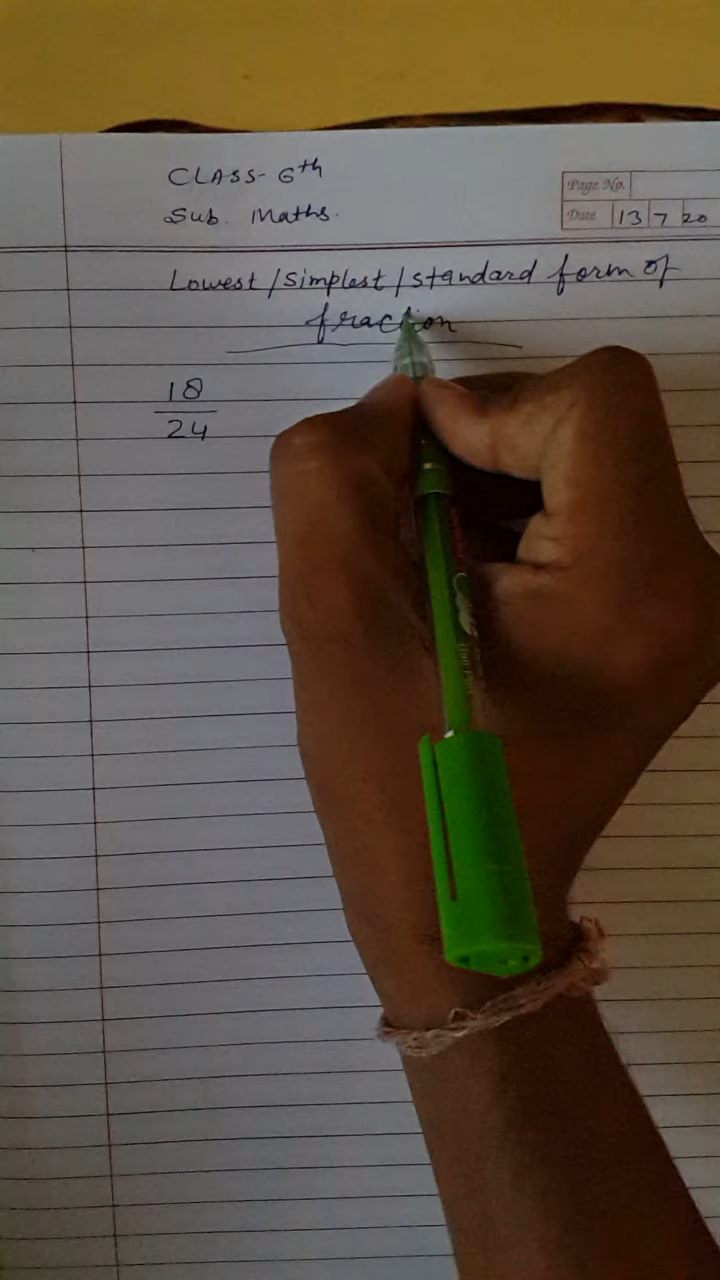 CLASS- 6th
Sub. Maths.
Page No.
Date 13 7 20
Lowest/Simplest/standard form of
fraction
18
24